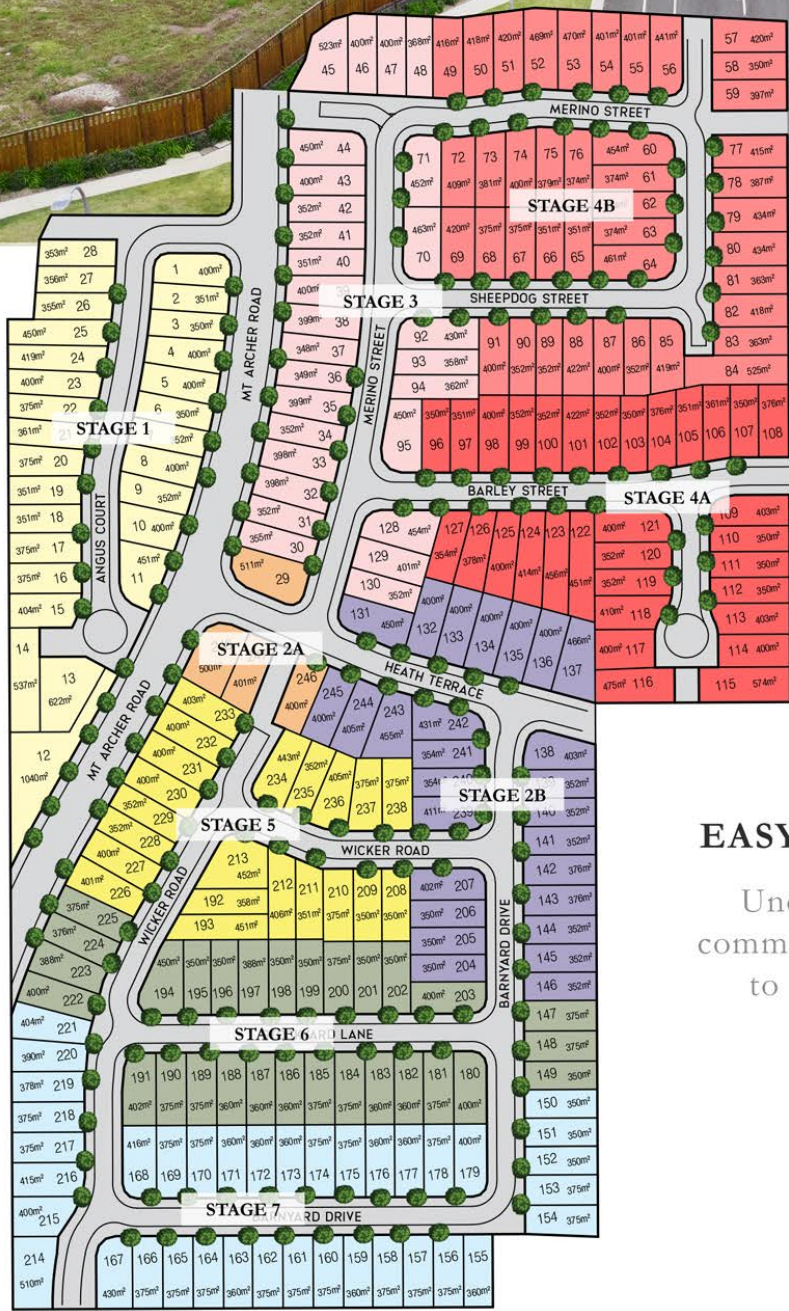 523m² 400m² 400m² 368m² 416m² 418m² 420m² 469m² 470m² 401m² 401m² 441m²
45 46 47 48 49 50 51 52 53 54 55 56
57 420m²
58 350m²
59 397m²
MERINO STREET
450m² 44
400m² 43
352m² 42
352m² 41
351m² 40
400m²
399m² 38
348m² 37
349m² 36
399m² 35
352m² 34
398m² 33
398m² 32
352m² 31
355m² 30
511m² 29
71 72 73 74 75 76
452m² 409m² 381m² 400m² 379m² 374m²
454m² 60
374m² 61
62
374m² 63
461m² 64
STAGE 4B
463m² 420m² 375m² 375m² 351m² 351m²
70 69 68 67 66 65
77 415m²
78 387m²
79 434m²
80 434m²
81 363m²
82 418m²
83 363m²
84 525m²
SHEEPDOG STREET
STAGE 3
MERINO STREET
MT ARCHER ROAD
353m² 28
356m² 27
355m² 26
450m² 25
419m² 24
400m² 23
375m² 22
361m²
375m² 20
351m² 19
351m² 18
375m² 17
375m² 16
404m² 15
14
537m²
13
622m²
12
1040m²
STAGE 1
ANGUS COURT
1 400m²
2 351m²
3 350m²
4 400m²
5 400m²
6 350m²
8 400m²
9 352m²
10 400m²
451m²
11
92 430m²
93 358m²
94 362m²
450m²
95
91 90 89 88 87 86 85
400m² 352m² 352m² 422m² 400m² 352m² 419m²
350m² 351m² 400m² 352m² 352m² 422m² 352m² 350m² 376m² 351m² 361m² 350m² 376m²
96 97 98 99 100 101 102 103 104 105 106 107 108
BARLEY STREET
STAGE 4A
128 454m²
129 401m²
130 352m²
127 126 125 124 123 122
354m² 378m² 400m² 414m² 456m² 451m²
400m² 121
352m² 120
352m² 119
410m² 118
400m² 117
475m² 116
109 403m²
110 350m²
111 350m²
112 350m²
113 403m²
114 400m²
115 574m²
131 450m²
400m² 400m² 400m² 400m² 400m² 466m²
132 133 134 135 136 137
HEATH TERRACE
STAGE 2A
401m²
246
400m²
245 244 243
400m² 405m² 455m²
431m² 242
354m² 241
STAGE 2B
403m² 233
400m² 232
400m² 231
400m² 230
352m² 229
352m² 228
400m² 227
401m² 226
MT ARCHER ROAD
443m² 352m² 405m² 375m² 375m²
234 235 236 237 238
STAGE 5
WICKER ROAD
WICKER ROAD
138 403m²
352m²
140 352m²
141 352m²
142 376m²
143 376m²
144 352m²
145 352m²
146 352m²
147 375m²
148 375m²
149 350m²
150 350m²
151 350m²
152 350m²
153 375m²
154 375m²
EASY
213
452m²
192 358m²
193 451m²
212 211 210 209 208
406m² 351m² 375m² 350m² 350m²
402m² 207
350m² 206
350m² 205
350m² 204
400m² 203
BARNYARD DRIVE
to
375m² 225
376m² 224
388m² 223
400m² 222
450m² 350m² 350m² 388m² 350m² 350m² 375m² 350m² 350m²
194 195 196 197 198 199 200 201 202
STAGE 6
LANE
404m² 221
390m² 220
378m² 219
375m² 218
375m² 217
415m² 216
400m² 215
214
510m²
191 190 189 188 187 186 185 184 183 182 181 180
402m² 375m² 375m² 360m² 360m² 360m² 375m² 375m² 360m² 360m² 375m² 400m²
416m² 375m² 375m² 360m² 360m² 360m² 375m² 375m² 360m² 360m² 375m² 400m²
168 169 170 171 172 173 174 175 176 177 178 179
STAGE 7
BARNYARD DRIVE
167 166 165 164 163 162 161 160 159 158 157 156 155
430m² 375m² 375m² 375m² 360m² 375m² 375m² 375m² 360m² 375m² 375m² 375m² 360m²